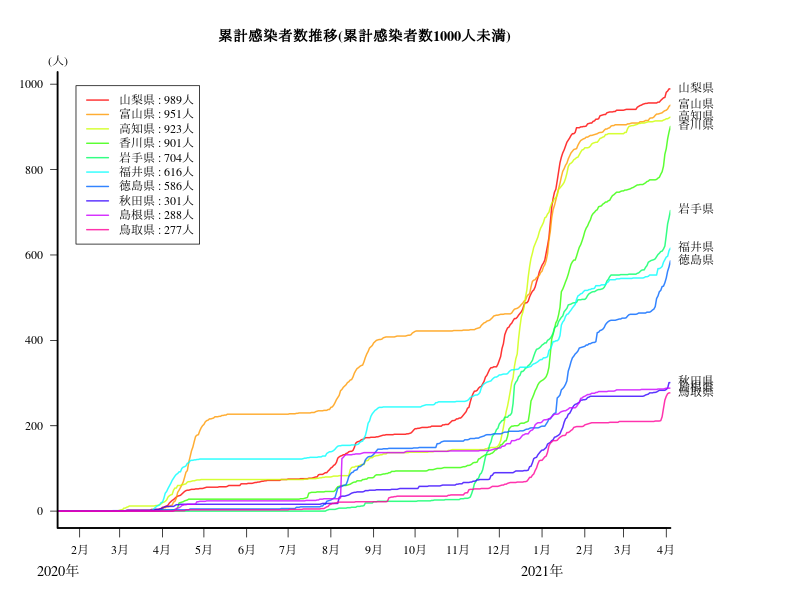 累計感染者数推移(累計感染者数1000人未満)
(人)
1000
800
600
400
200
0
山梨県 : 989人
富山県 : 951人
高知県 : 923人
香川県 : 901人
岩手県 : 704人
福井県 : 616人
徳島県 : 586人
秋田県 : 301人
島根県 : 288人
鳥取県 : 277人
山梨県
富山県
高知県
香川県
岩手県
福井県
徳島県
秋田県
島根県
鳥取県
2月 3月 4月 5月 6月 7月 8月 9月 10月 11月 12月 1月 2月 3月 4月
2020年 2021年